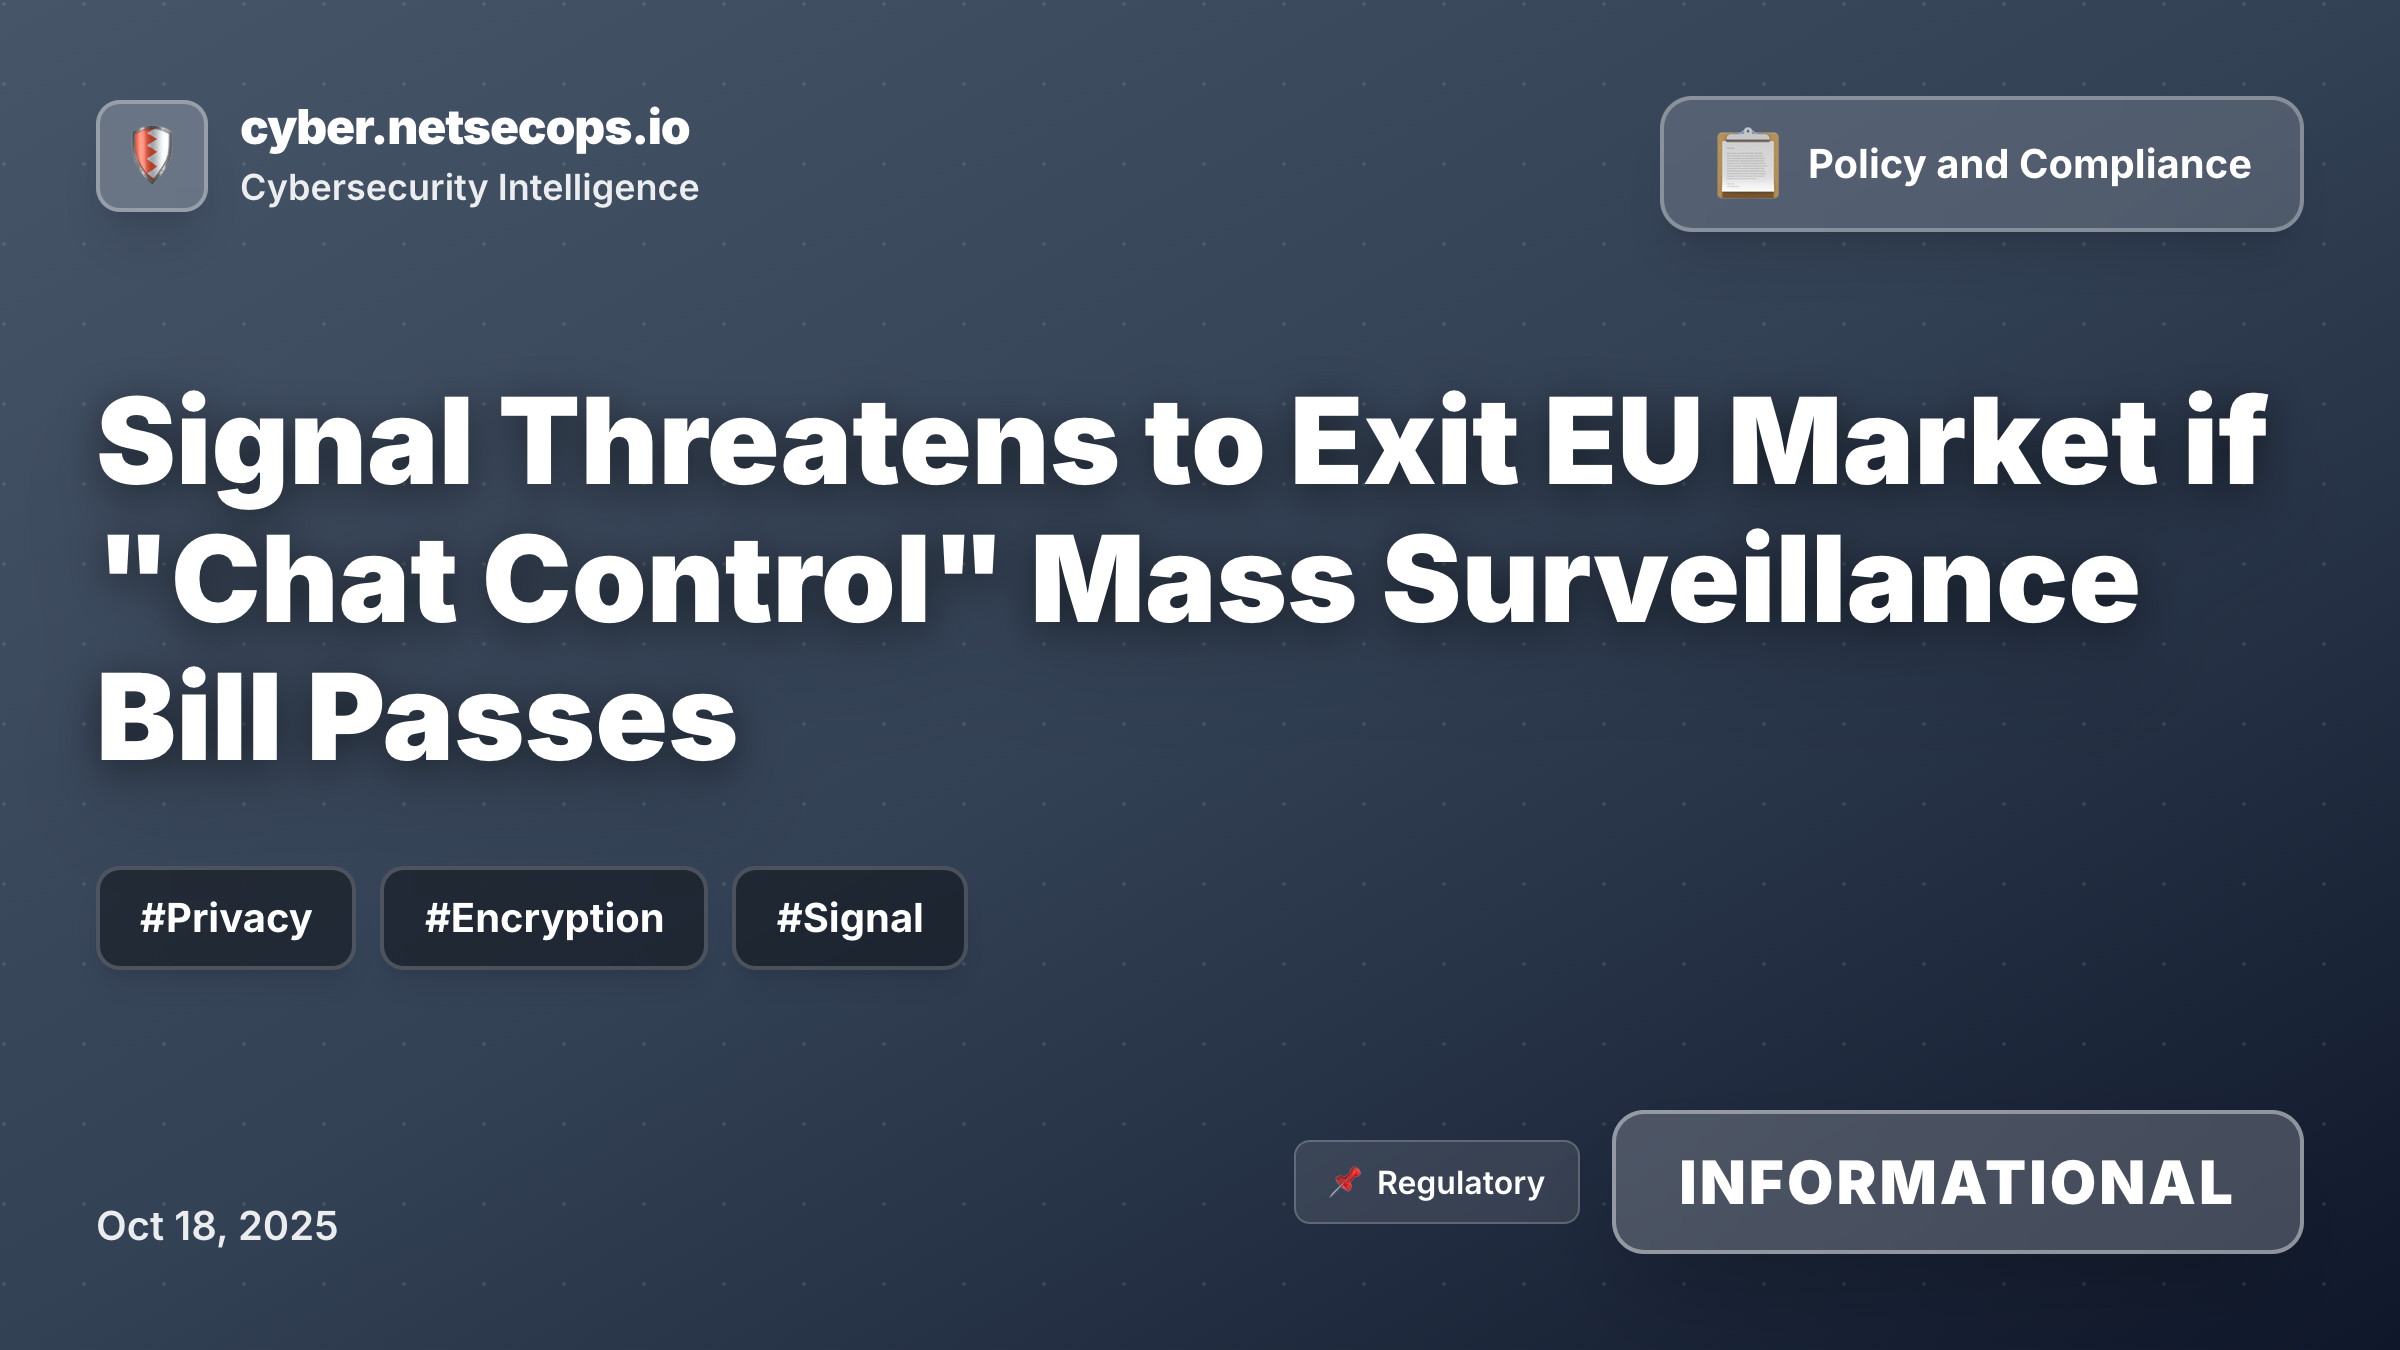 cyber.netsecops.io
Cybersecurity Intelligence
Policy and Compliance
Signal Threatens to Exit EU Market if
"Chat Control" Mass Surveillance
Bill Passes
#Privacy
#Encryption
#Signal
Regulatory
INFORMATIONAL
Oct 18, 2025